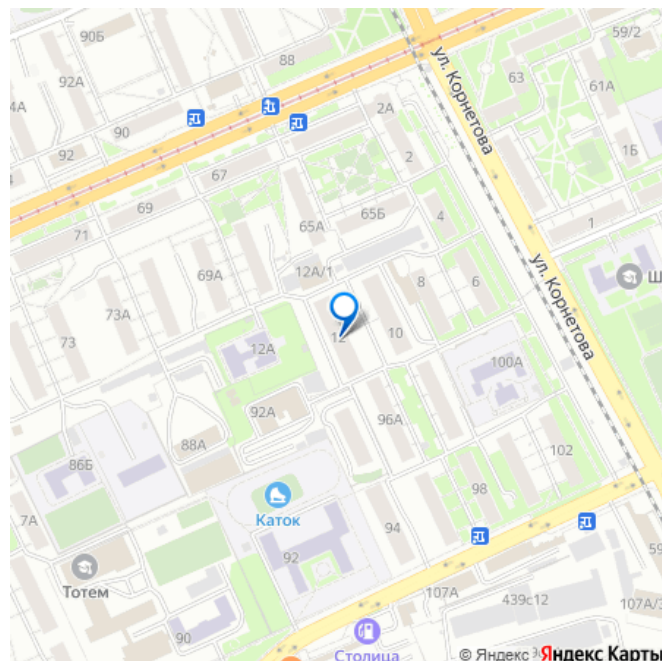 90Б
88
59/2
92А
4А
ул. Корнетова
63
61А
90
2А
92
67
2
1Б
69
65А
65Б
4
1
71
12А/1
8
6
ул. Корнетова
Ш
69А
73А
73
12
10
12А
100А
92А
96А
88А
86Б
102
98
7А
Каток
94
92
Тотем
59
107А
439с12
107А/3
90
Столица
© Яндекс
Яндекс Карты